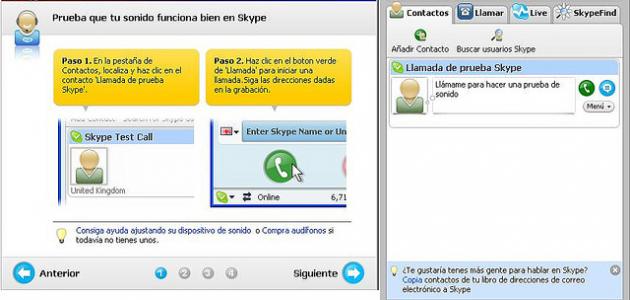 Prueba que tu sonido funciona bien en Skype
Paso 1. En la pestaña de
Contactos, localiza y haz clic en el
contacto 'Llamada de prueba
Skype'.
Paso 2. Haz clic en el boton verde
de 'Llamada' para iniciar una
llamada.Siga las direcciones dadas
en la grabación.
Skype Test Call
United Kingdom
Enter Skype Name or Un
Online
6,71
Consiga ayuda ajustando su dispositivo de sonido o Compra audífonos si
todavía no tienes unos.
Anterior
1 2 3 4
Siguiente
Contactos
Llamar
Live
SkypeFind
Añadir Contacto
Buscar usuarios Skype
Llamada de prueba Skype
Llámame para hacer una prueba de
sonido
Menú
¿Te gustaría tenes más gente para hablar en Skype?
Copia contactos de tu libro de direcciones de correo
electrónico a Skype